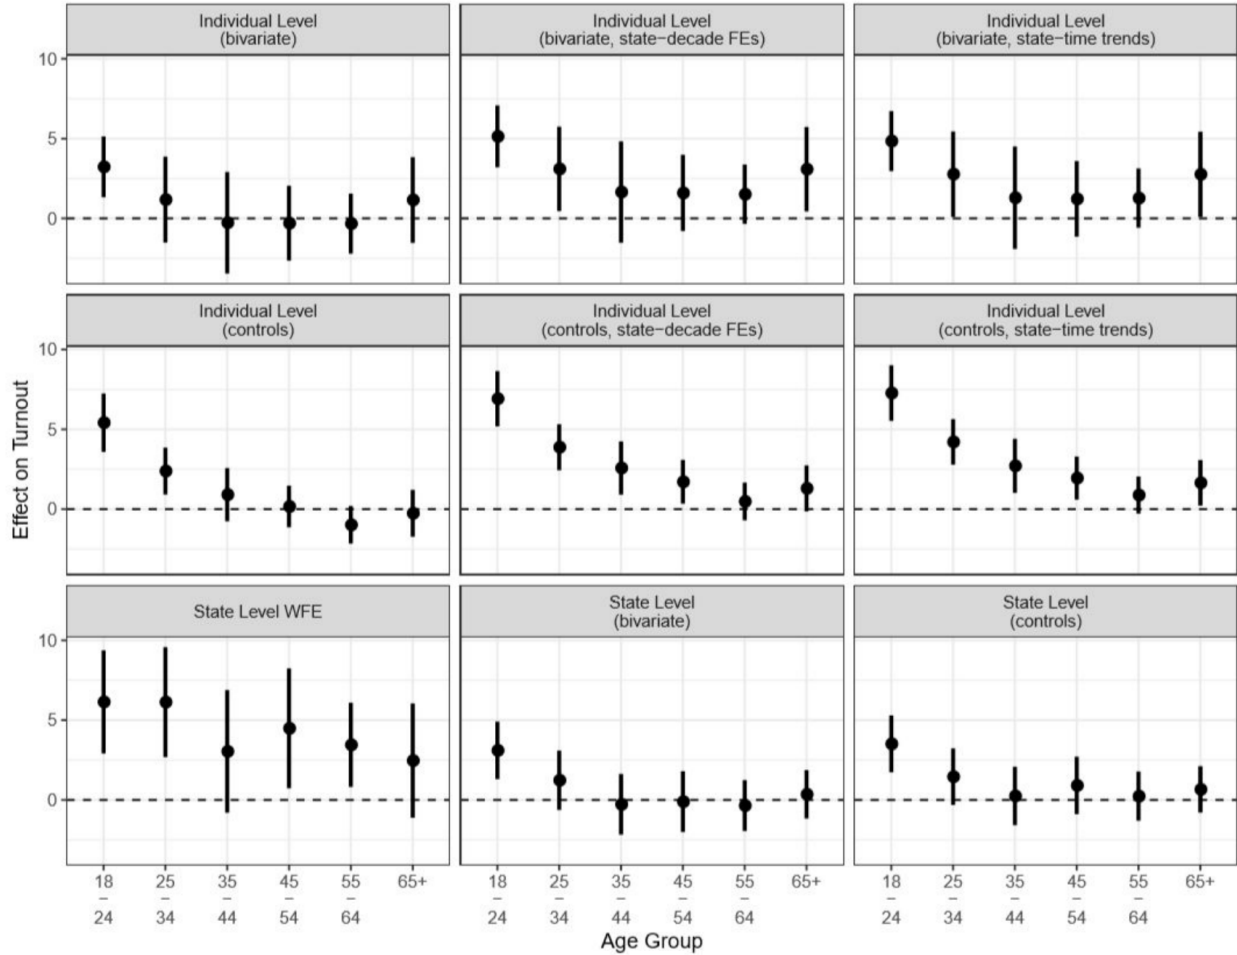 Individual Level
(bivariate)
Individual Level
(bivariate, state−decade FEs)
Individual Level
(bivariate, state−time trends)
10
5
0
Individual Level
(controls)
Individual Level
(controls, state−decade FEs)
Individual Level
(controls, state−time trends)
10
5
0
Effect on Turnout
State Level WFE
State Level
(bivariate)
State Level
(controls)
10
5
0
18 25 35 45 55 65+ 18 25 35 45 55 65+ 18 25 35 45 55 65+
– – – – – – – – – – – – – – –
24 34 44 54 64 24 34 44 54 64 24 34 44 54 64
Age Group